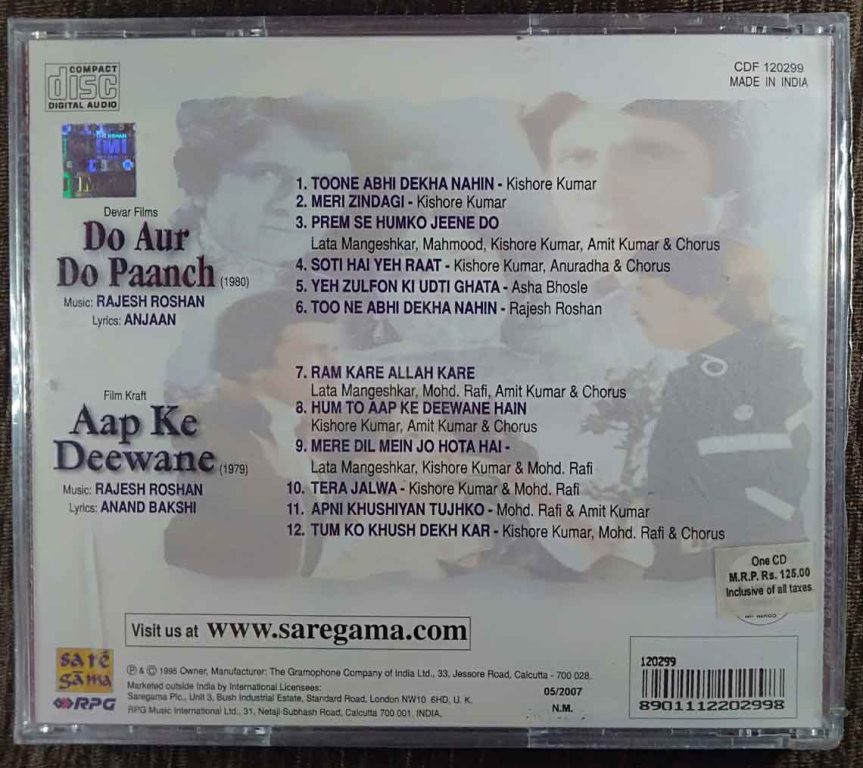 COMPACT
disc
DIGITAL AUDIO
CDF 120299
MADE IN INDIA
Devar Films
Do Aur
Do Paanch (1980)
Music: RAJESH ROSHAN
Lyrics: ANJAAN
1. TOONE ABHI DEKHA NAHIN - Kishore Kumar
2. MERI ZINDAGI - Kishore Kumar
3. PREM SE HUMKO JEENE DO
Lata Mangeshkar, Mahmood, Kishore Kumar, Amit Kumar & Chorus
4. SOTI HAI YEH RAAT - Kishore Kumar, Anuradha & Chorus
5. YEH ZULFON KI UDTI GHATA - Asha Bhosle
6. TOO NE ABHI DEKHA NAHIN - Rajesh Roshan
Film Kraft
Aap Ke
Deewane (1979)
Music: RAJESH ROSHAN
Lyrics: ANAND BAKSHI
7. RAM KARE ALLAH KARE
Lata Mangeshkar, Mohd. Rafi, Amit Kumar & Chorus
8. HUM TO AAP KE DEEWANE HAIN
Kishore Kumar, Amit Kumar & Chorus
9. MERE DIL MEIN JO HOTA HAI -
Lata Mangeshkar, Kishore Kumar & Mohd. Rafi
10. TERA JALWA - Kishore Kumar & Mohd. Rafi
11. APNI KHUSHIYAN TUJHKO - Mohd. Rafi & Amit Kumar
12. TUM KO KHUSH DEKH KAR - Kishore Kumar, Mohd. Rafi & Chorus
One CD
M.R.P. Rs. 125.00
Inclusive of all taxes
Visit us at www.saregama.com
sa re
ga ma
RPG
℗ & © 1995 Owner, Manufacturer: The Gramophone Company of India Ltd., 33, Jessore Road, Calcutta - 700 028.
Marketed outside India by International Licensees:
Saregama Plc., Unit 3, Bush Industrial Estate, Standard Road, London NW10 6HD, U. K.
RPG Music International Ltd., 31, Netaji Subhash Road, Calcutta 700 001, INDIA.
05/2007
N.M.
120299
8901112202998